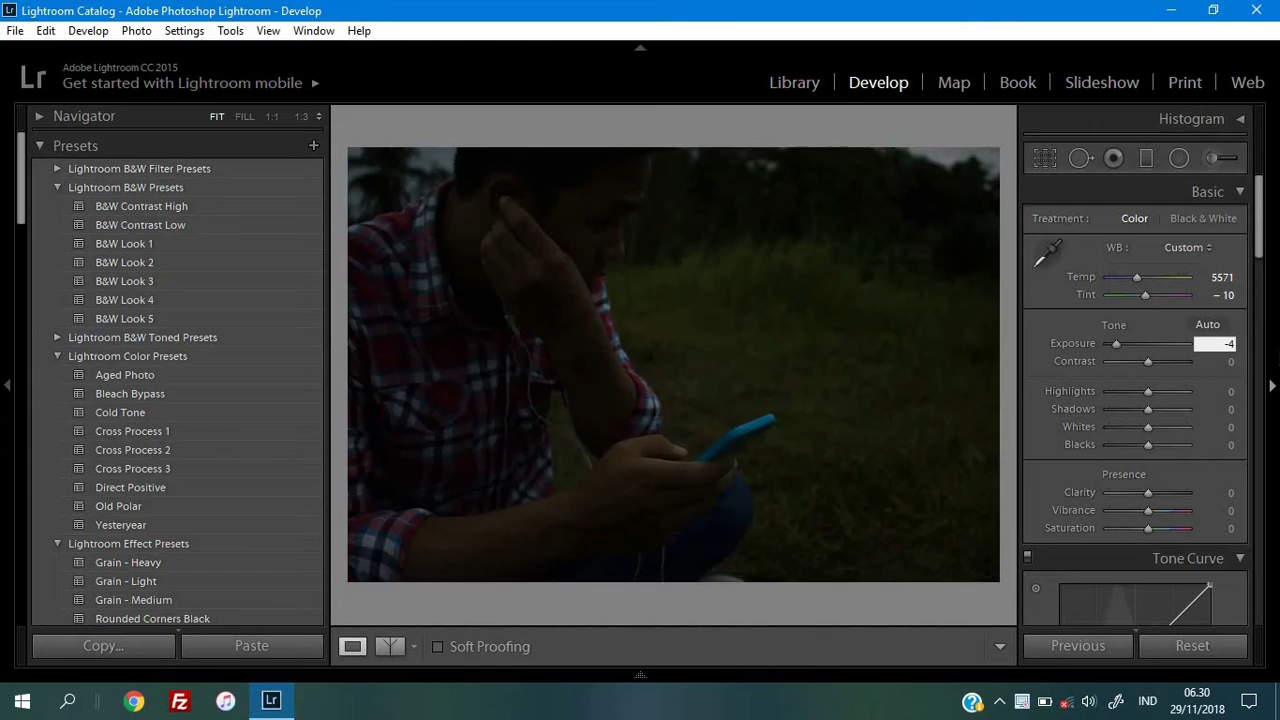 Lr Lightroom Catalog - Adobe Photoshop Lightroom - Develop
File Edit Develop Photo Settings Tools View Window Help
Lr Adobe Lightroom CC 2015
Get started with Lightroom mobile
Library Develop Map Book Slideshow Print Web
Navigator FIT FILL 1:1 1:3
Presets +
Lightroom B&W Filter Presets
Lightroom B&W Presets
B&W Contrast High
B&W Contrast Low
B&W Look 1
B&W Look 2
B&W Look 3
B&W Look 4
B&W Look 5
Lightroom B&W Toned Presets
Lightroom Color Presets
Aged Photo
Bleach Bypass
Cold Tone
Cross Process 1
Cross Process 2
Cross Process 3
Direct Positive
Old Polar
Yesteryear
Lightroom Effect Presets
Grain - Heavy
Grain - Light
Grain - Medium
Rounded Corners Black
Copy... Paste
Soft Proofing
Histogram
Basic
Treatment : Color Black & White
WB : Custom
Temp 5571
Tint – 10
Tone Auto
Exposure -4
Contrast 0
Highlights 0
Shadows 0
Whites 0
Blacks 0
Presence
Clarity 0
Vibrance 0
Saturation 0
Tone Curve
Previous Reset
Fz Lr IND 06.30
29/11/2018